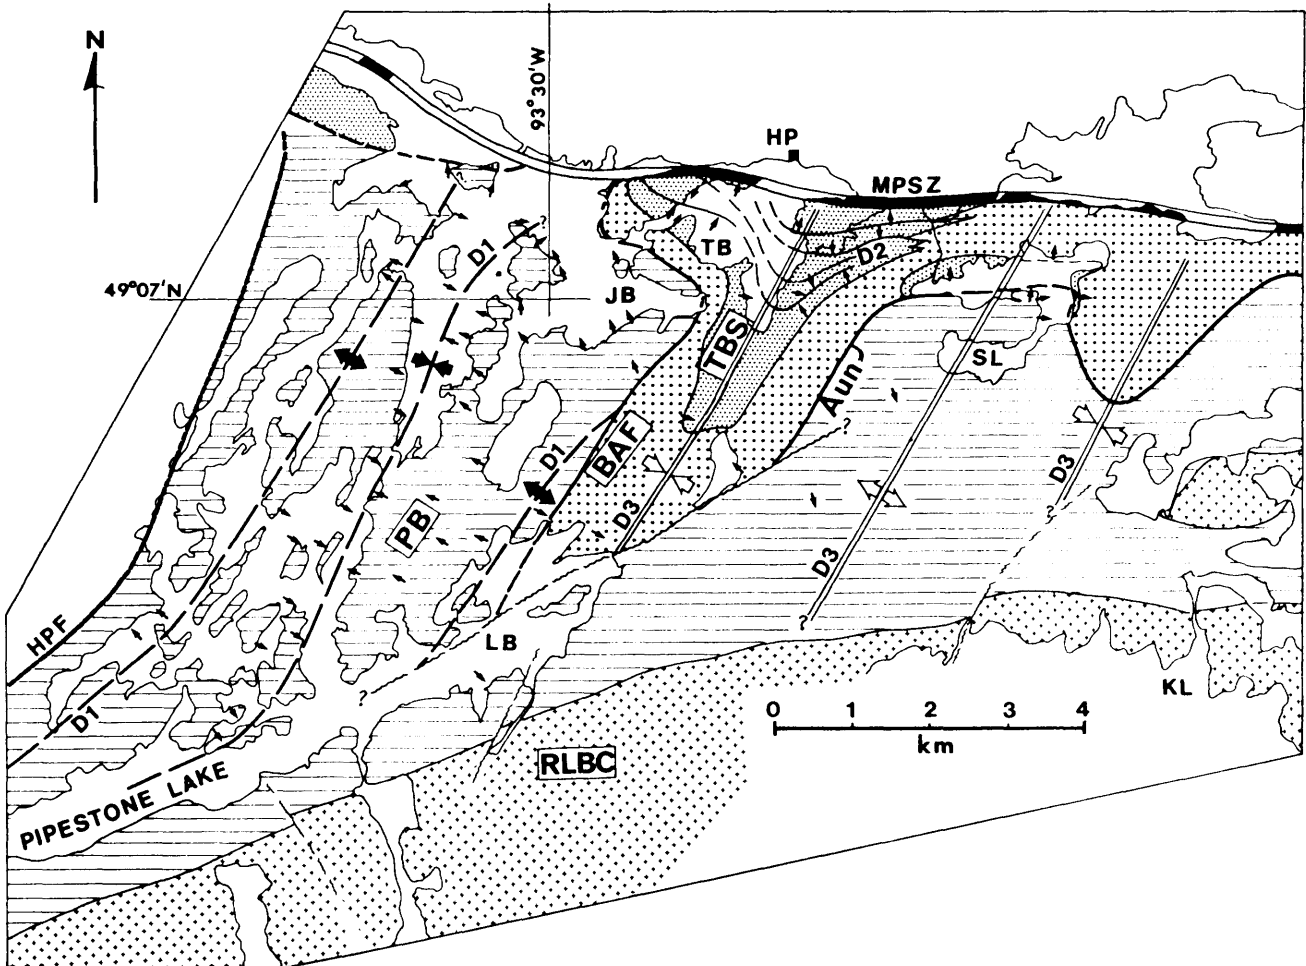 N
93°30'W
HP
MPSZ
D1
TB
D2
49°07'N
JB
TBS
SL
Aun
?
D1
BAF
D3
D3
PB
D3
?
HPF
?
LB
KL
D1
0 1 2 3 4
km
RLBC
?
PIPESTONE LAKE
?